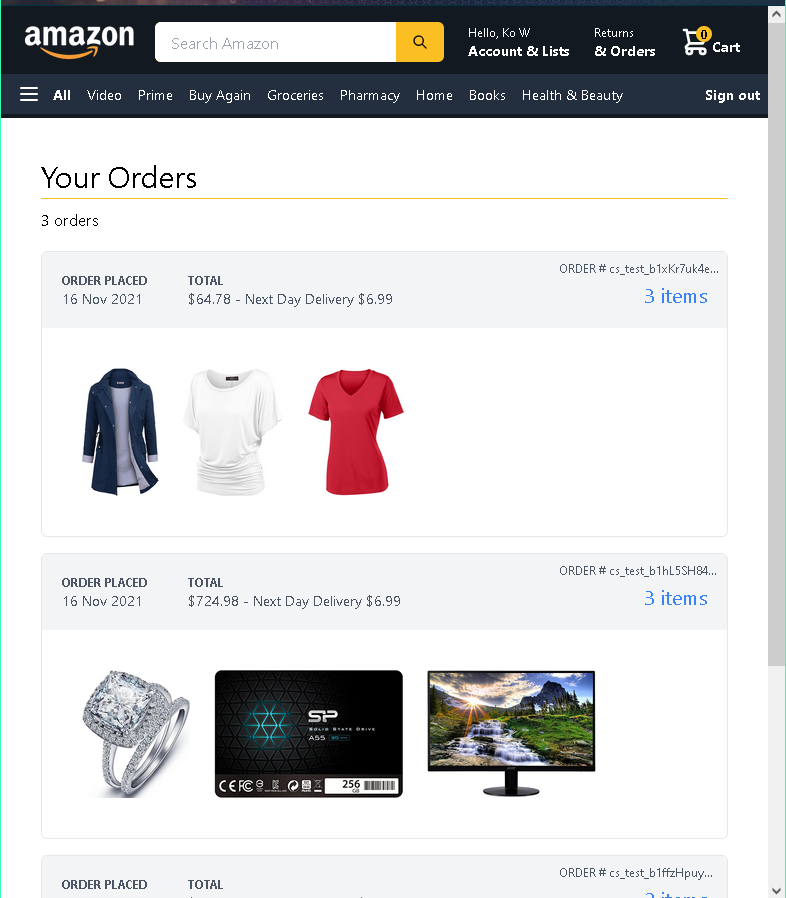 amazon
Search Amazon
Hello, Ko W
Account & Lists
Returns
& Orders
0
Cart
All Video Prime Buy Again Groceries Pharmacy Home Books Health & Beauty Sign out
Your Orders
3 orders
ORDER # cs_test_b1xKr7uk4e...
ORDER PLACED TOTAL
16 Nov 2021 $64.78 - Next Day Delivery $6.99
3 items
ORDER # cs_test_b1hL5SH84...
ORDER PLACED TOTAL
16 Nov 2021 $724.98 - Next Day Delivery $6.99
3 items
SP
SOLID STATE DRIVE
A55
256
GB
ORDER # cs_test_b1ffzHpuy...
ORDER PLACED TOTAL
3 items